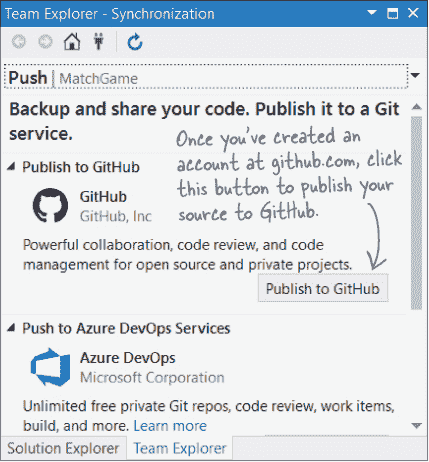 Team Explorer - Synchronization
Push | MatchGame
Backup and share your code. Publish it to a Git
service.
Once you've created an
account at github.com, click
this button to publish your
source to GitHub.
Publish to GitHub
GitHub
GitHub, Inc
Powerful collaboration, code review, and code
management for open source and private projects.
Publish to GitHub
Push to Azure DevOps Services
Azure DevOps
Microsoft Corporation
Unlimited free private Git repos, code review, work items,
build, and more. Learn more
Solution Explorer Team Explorer